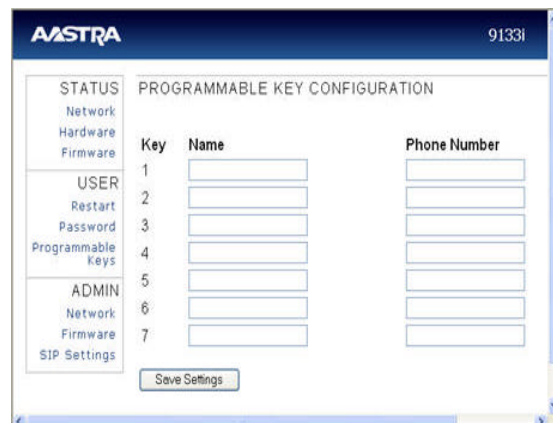 AASTRA
9133i
STATUS
Network
Hardware
Firmware
USER
Restart
Password
Programmable
Keys
ADMIN
Network
Firmware
SIP Settings
PROGRAMMABLE KEY CONFIGURATION
Key Name Phone Number
1
2
3
4
5
6
7
Save Settings